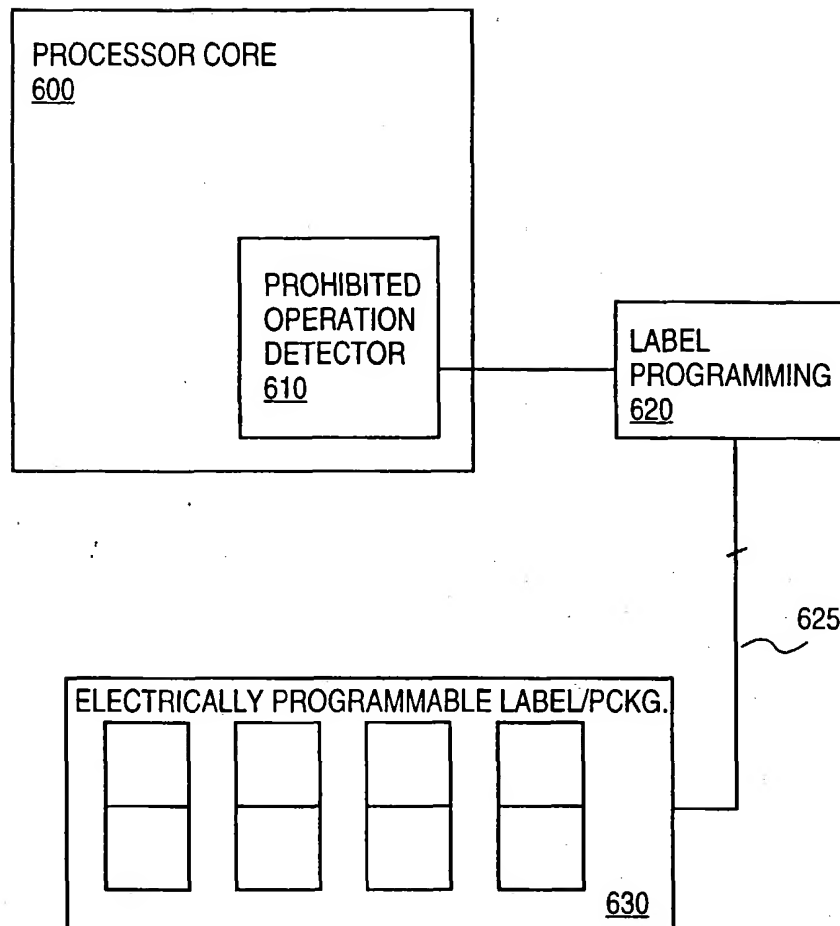 PROCESSOR CORE
600
PROHIBITED
OPERATION
DETECTOR
610
LABEL
PROGRAMMING
620
625
ELECTRICALLY PROGRAMMABLE LABEL/PCKG.
630